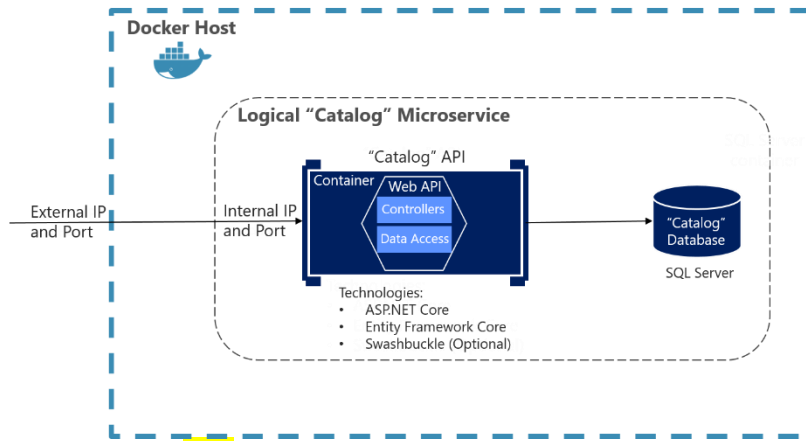 Docker Host
Logical “Catalog” Microservice
“Catalog” API
Container
Web API
Controllers
Data Access
External IP
and Port
Internal IP
and Port
“Catalog”
Database
SQL Server
Technologies:
• ASP.NET Core
• Entity Framework Core
• Swashbuckle (Optional)